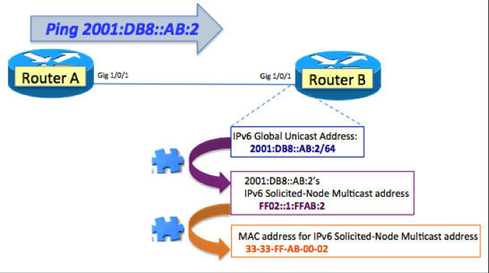 Ping 2001:DB8::AB:2
Router A
Gig 1/0/1
Gig 1/0/1
Router B
IPv6 Global Unicast Address:
2001:DB8::AB:2/64
2001:DB8::AB:2's
IPv6 Solicited-Node Multicast address
FF02::1:FFAB:2
MAC address for IPv6 Solicited-Node Multicast address
33-33-FF-AB-00-02